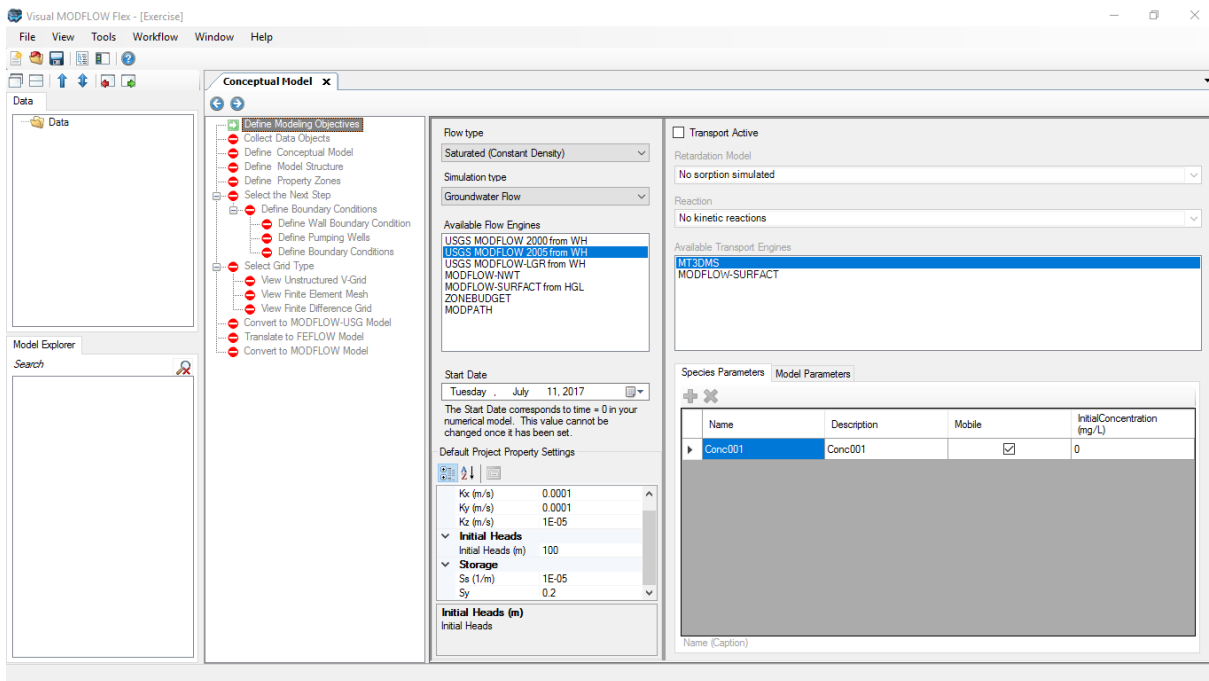 Visual MODFLOW Flex - [Exercise]
File View Tools Workflow Window Help
Conceptual Model x
Data
Data
Model Explorer
Search
Define Modeling Objectives
Collect Data Objects
Define Conceptual Model
Define Model Structure
Define Property Zones
Select the Next Step
Define Boundary Conditions
Define Wall Boundary Condition
Define Pumping Wells
Define Boundary Conditions
Select Grid Type
View Unstructured V-Grid
View Finite Element Mesh
View Finite Difference Grid
Convert to MODFLOW-USG Model
Translate to FEFLOW Model
Convert to MODFLOW Model
Flow type
Saturated (Constant Density)
Simulation type
Groundwater Flow
Available Flow Engines
USGS MODFLOW 2000 from WH
USGS MODFLOW 2005 from WH
USGS MODFLOW-LGR from WH
MODFLOW-NWT
MODFLOW-SURFACT from HGL
ZONEBUDGET
MODPATH
Start Date
Tuesday , July 11, 2017
The Start Date corresponds to time = 0 in your
numerical model. This value cannot be
changed once it has been set.
Default Project Property Settings
Kx (m/s) 0.0001
Ky (m/s) 0.0001
Kz (m/s) 1E-05
Initial Heads
Initial Heads (m) 100
Storage
Ss (1/m) 1E-05
Sy 0.2
Initial Heads (m)
Initial Heads
Transport Active
Retardation Model
No sorption simulated
Reaction
No kinetic reactions
Available Transport Engines
MT3DMS
MODFLOW-SURFACT
Species Parameters Model Parameters
Name Description Mobile InitialConcentration
(mg/L)
Conc001 Conc001 0
Name (Caption)